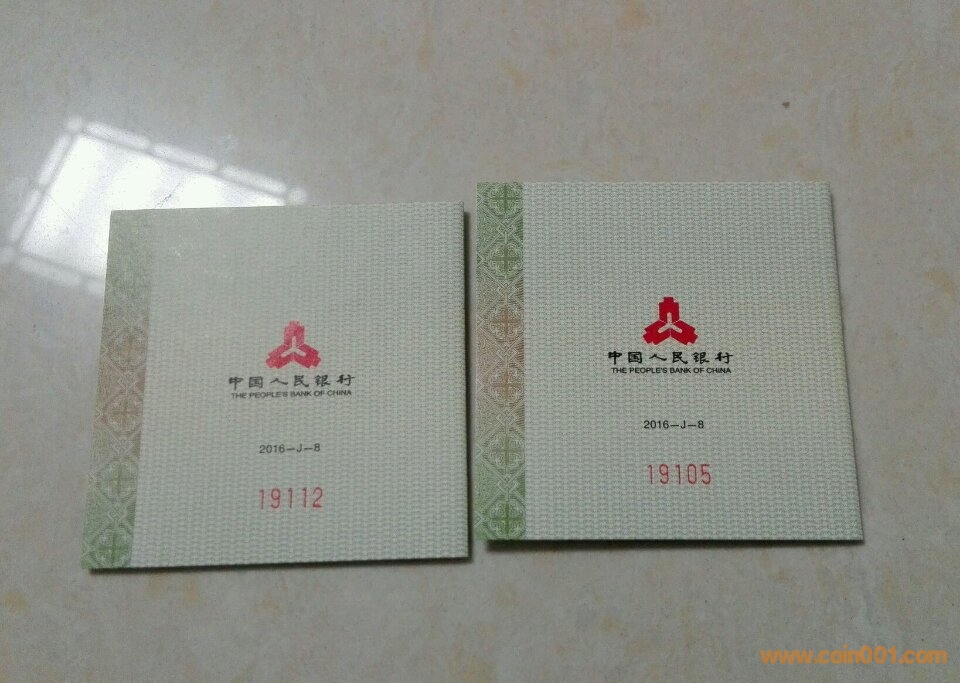 中国人民银行
THE PEOPLE'S BANK OF CHINA
2016-J-8
19112
中国人民银行
THE PEOPLE'S BANK OF CHINA
2016-J-8
19105
www.coin001.com